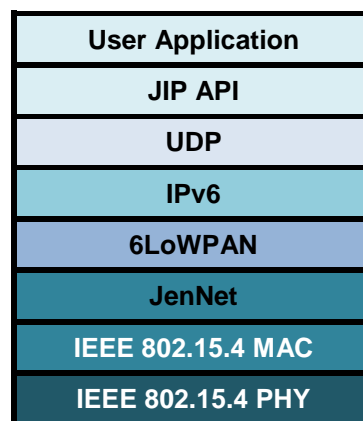 User Application
JIP API
UDP
IPv6
6LoWPAN
JenNet
IEEE 802.15.4 MAC
IEEE 802.15.4 PHY